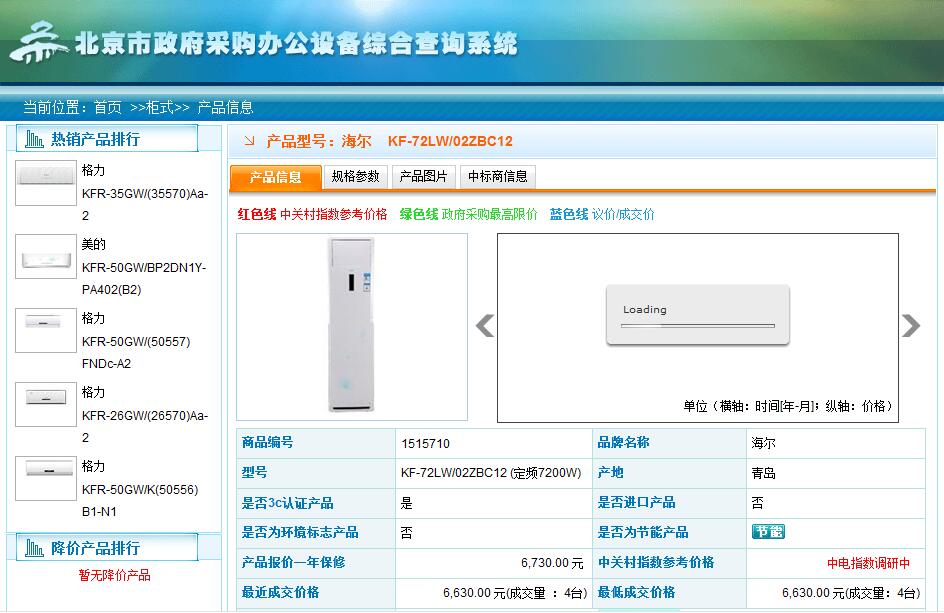 北京市政府采购办公设备综合查询系统
当前位置：首页 >>柜式>> 产品信息
热销产品排行
格力
KFR-35GW/(35570)Aa-
2
美的
KFR-50GW/BP2DN1Y-
PA402(B2)
格力
KFR-50GW/(50557)
FNDc-A2
格力
KFR-26GW/(26570)Aa-
2
格力
KFR-50GW/K(50556)
B1-N1
降价产品排行
暂无降价产品
产品型号：海尔 KF-72LW/02ZBC12
产品信息 规格参数 产品图片 中标商信息
红色线 中关村指数参考价格 绿色线 政府采购最高限价 蓝色线 议价/成交价
Loading
单位（横轴：时间[年-月]；纵轴：价格）
商品编号 1515710 品牌名称 海尔
型号 KF-72LW/02ZBC12 (定频7200W) 产地 青岛
是否3c认证产品 是 是否进口产品 否
是否为环境标志产品 否 是否为节能产品 节能
产品报价一年保修 6,730.00 元 中关村指数参考价格 中电指数调研中
最近成交价格 6,630.00 元(成交量 ：4台) 最低成交价格 6,630.00 元(成交量：4台)